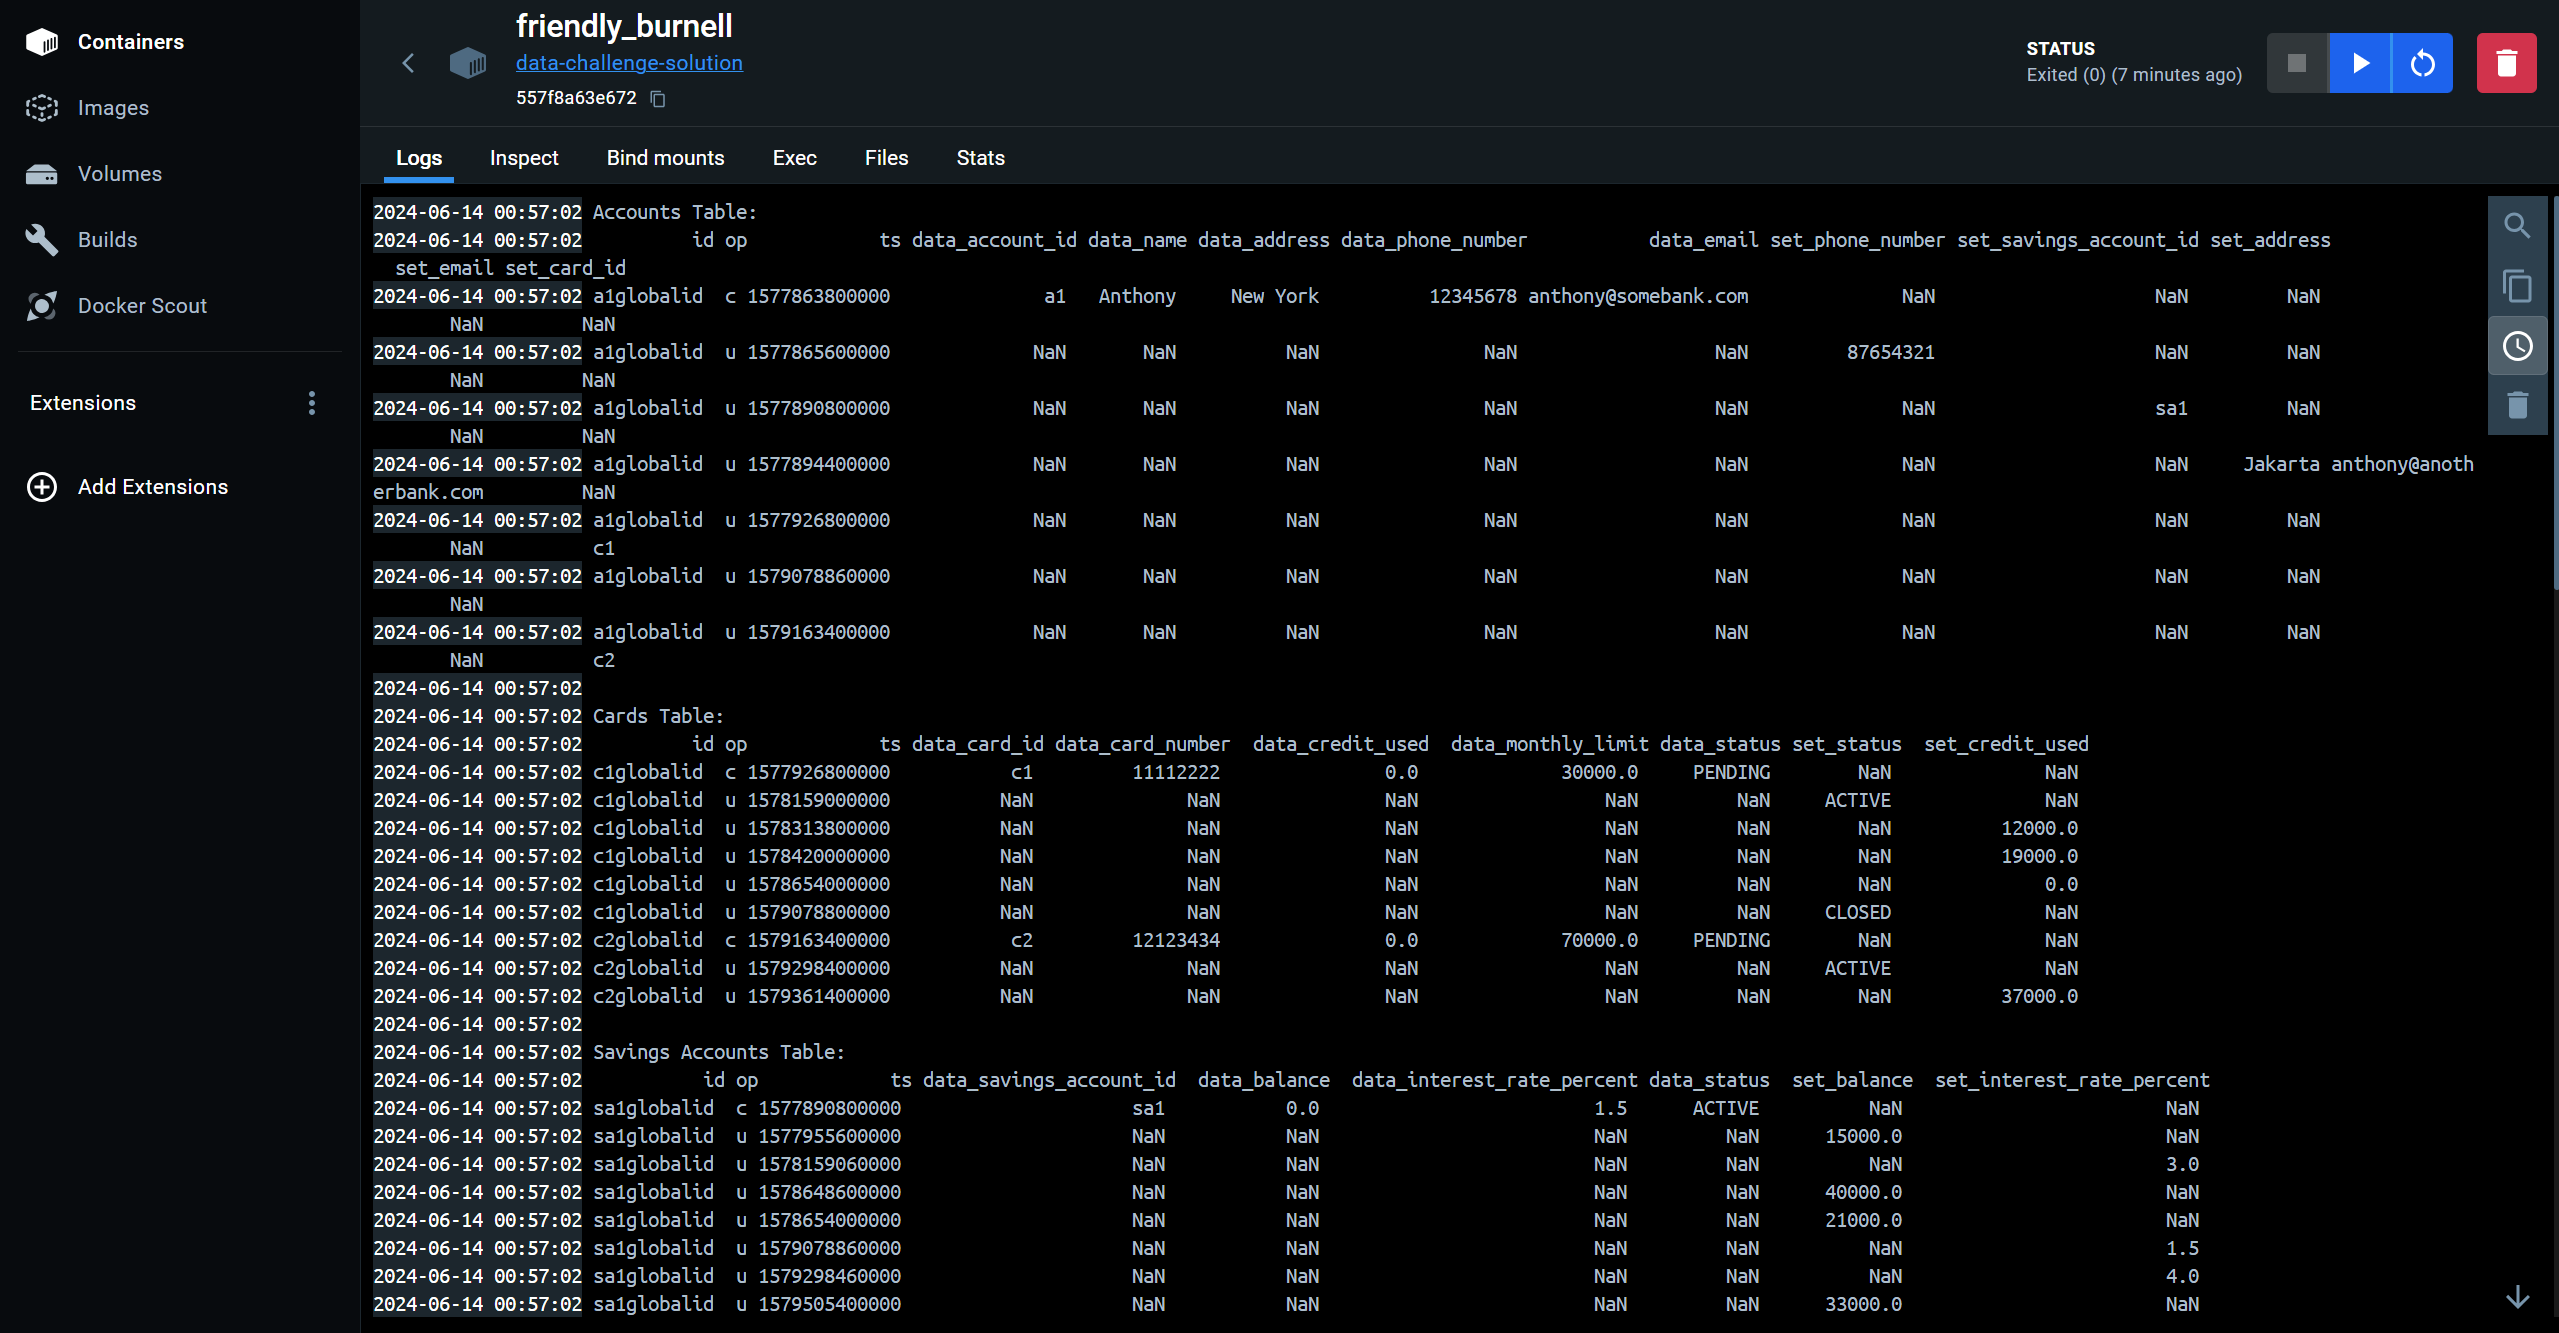 Containers
Images
Volumes
Builds
Docker Scout
Extensions
Add Extensions
friendly_burnell
data-challenge-solution
557f8a63e672
STATUS
Exited (0) (7 minutes ago)
Logs Inspect Bind mounts Exec Files Stats
2024-06-14 00:57:02 Accounts Table:
2024-06-14 00:57:02 id op ts data_account_id data_name data_address data_phone_number data_email set_phone_number set_savings_account_id set_address
set_email set_card_id
2024-06-14 00:57:02 a1globalid c 1577863800000 a1 Anthony New York 12345678 anthony@somebank.com NaN NaN NaN
NaN NaN
2024-06-14 00:57:02 a1globalid u 1577865600000 NaN NaN NaN NaN NaN 87654321 NaN NaN
NaN NaN
2024-06-14 00:57:02 a1globalid u 1577890800000 NaN NaN NaN NaN NaN NaN sa1 NaN
NaN NaN
2024-06-14 00:57:02 a1globalid u 1577894400000 NaN NaN NaN NaN NaN NaN NaN Jakarta anthony@anoth
erbank.com NaN
2024-06-14 00:57:02 a1globalid u 1577926800000 NaN NaN NaN NaN NaN NaN NaN NaN
NaN c1
2024-06-14 00:57:02 a1globalid u 1579078860000 NaN NaN NaN NaN NaN NaN NaN NaN
NaN
2024-06-14 00:57:02 a1globalid u 1579163400000 NaN NaN NaN NaN NaN NaN NaN NaN
NaN c2
2024-06-14 00:57:02
2024-06-14 00:57:02 Cards Table:
2024-06-14 00:57:02 id op ts data_card_id data_card_number data_credit_used data_monthly_limit data_status set_status set_credit_used
2024-06-14 00:57:02 c1globalid c 1577926800000 c1 11112222 0.0 30000.0 PENDING NaN NaN
2024-06-14 00:57:02 c1globalid u 1578159000000 NaN NaN NaN NaN NaN ACTIVE NaN
2024-06-14 00:57:02 c1globalid u 1578313800000 NaN NaN NaN NaN NaN NaN 12000.0
2024-06-14 00:57:02 c1globalid u 1578420000000 NaN NaN NaN NaN NaN NaN 19000.0
2024-06-14 00:57:02 c1globalid u 1578654000000 NaN NaN NaN NaN NaN NaN 0.0
2024-06-14 00:57:02 c1globalid u 1579078800000 NaN NaN NaN NaN NaN CLOSED NaN
2024-06-14 00:57:02 c2globalid c 1579163400000 c2 12123434 0.0 70000.0 PENDING NaN NaN
2024-06-14 00:57:02 c2globalid u 1579298400000 NaN NaN NaN NaN NaN ACTIVE NaN
2024-06-14 00:57:02 c2globalid u 1579361400000 NaN NaN NaN NaN NaN NaN 37000.0
2024-06-14 00:57:02
2024-06-14 00:57:02 Savings Accounts Table:
2024-06-14 00:57:02 id op ts data_savings_account_id data_balance data_interest_rate_percent data_status set_balance set_interest_rate_percent
2024-06-14 00:57:02 sa1globalid c 1577890800000 sa1 0.0 1.5 ACTIVE NaN NaN
2024-06-14 00:57:02 sa1globalid u 1577955600000 NaN NaN NaN NaN 15000.0 NaN
2024-06-14 00:57:02 sa1globalid u 1578159060000 NaN NaN NaN NaN NaN 3.0
2024-06-14 00:57:02 sa1globalid u 1578648600000 NaN NaN NaN NaN 40000.0 NaN
2024-06-14 00:57:02 sa1globalid u 1578654000000 NaN NaN NaN NaN 21000.0 NaN
2024-06-14 00:57:02 sa1globalid u 1579078860000 NaN NaN NaN NaN NaN 1.5
2024-06-14 00:57:02 sa1globalid u 1579298460000 NaN NaN NaN NaN NaN 4.0
2024-06-14 00:57:02 sa1globalid u 1579505400000 NaN NaN NaN NaN 33000.0 NaN